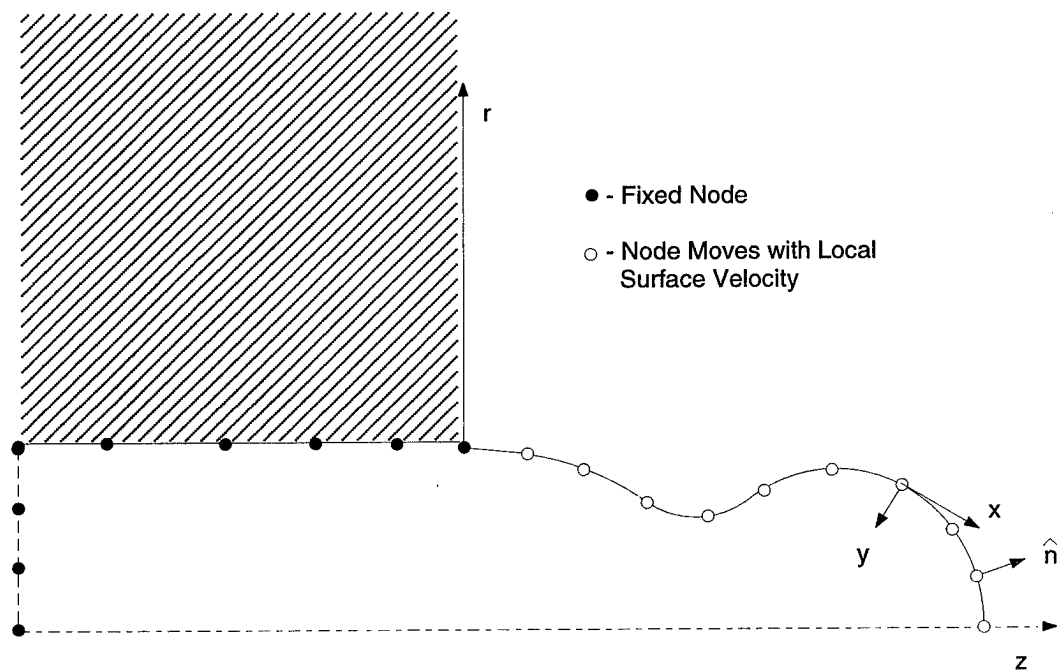 r
● - Fixed Node
○ - Node Moves with Local
Surface Velocity
x
y
n̂
z